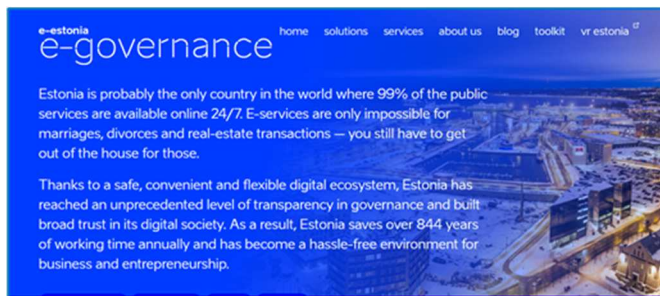 e-estonia
e-governance
home solutions services about us blog toolkit vr estonia
Estonia is probably the only country in the world where 99% of the public
services are available online 24/7. E-services are only impossible for
marriages, divorces and real-estate transactions — you still have to get
out of the house for those.
Thanks to a safe, convenient and flexible digital ecosystem, Estonia has
reached an unprecedented level of transparency in governance and built
broad trust in its digital society. As a result, Estonia saves over 844 years
of working time annually and has become a hassle-free environment for
business and entrepreneurship.